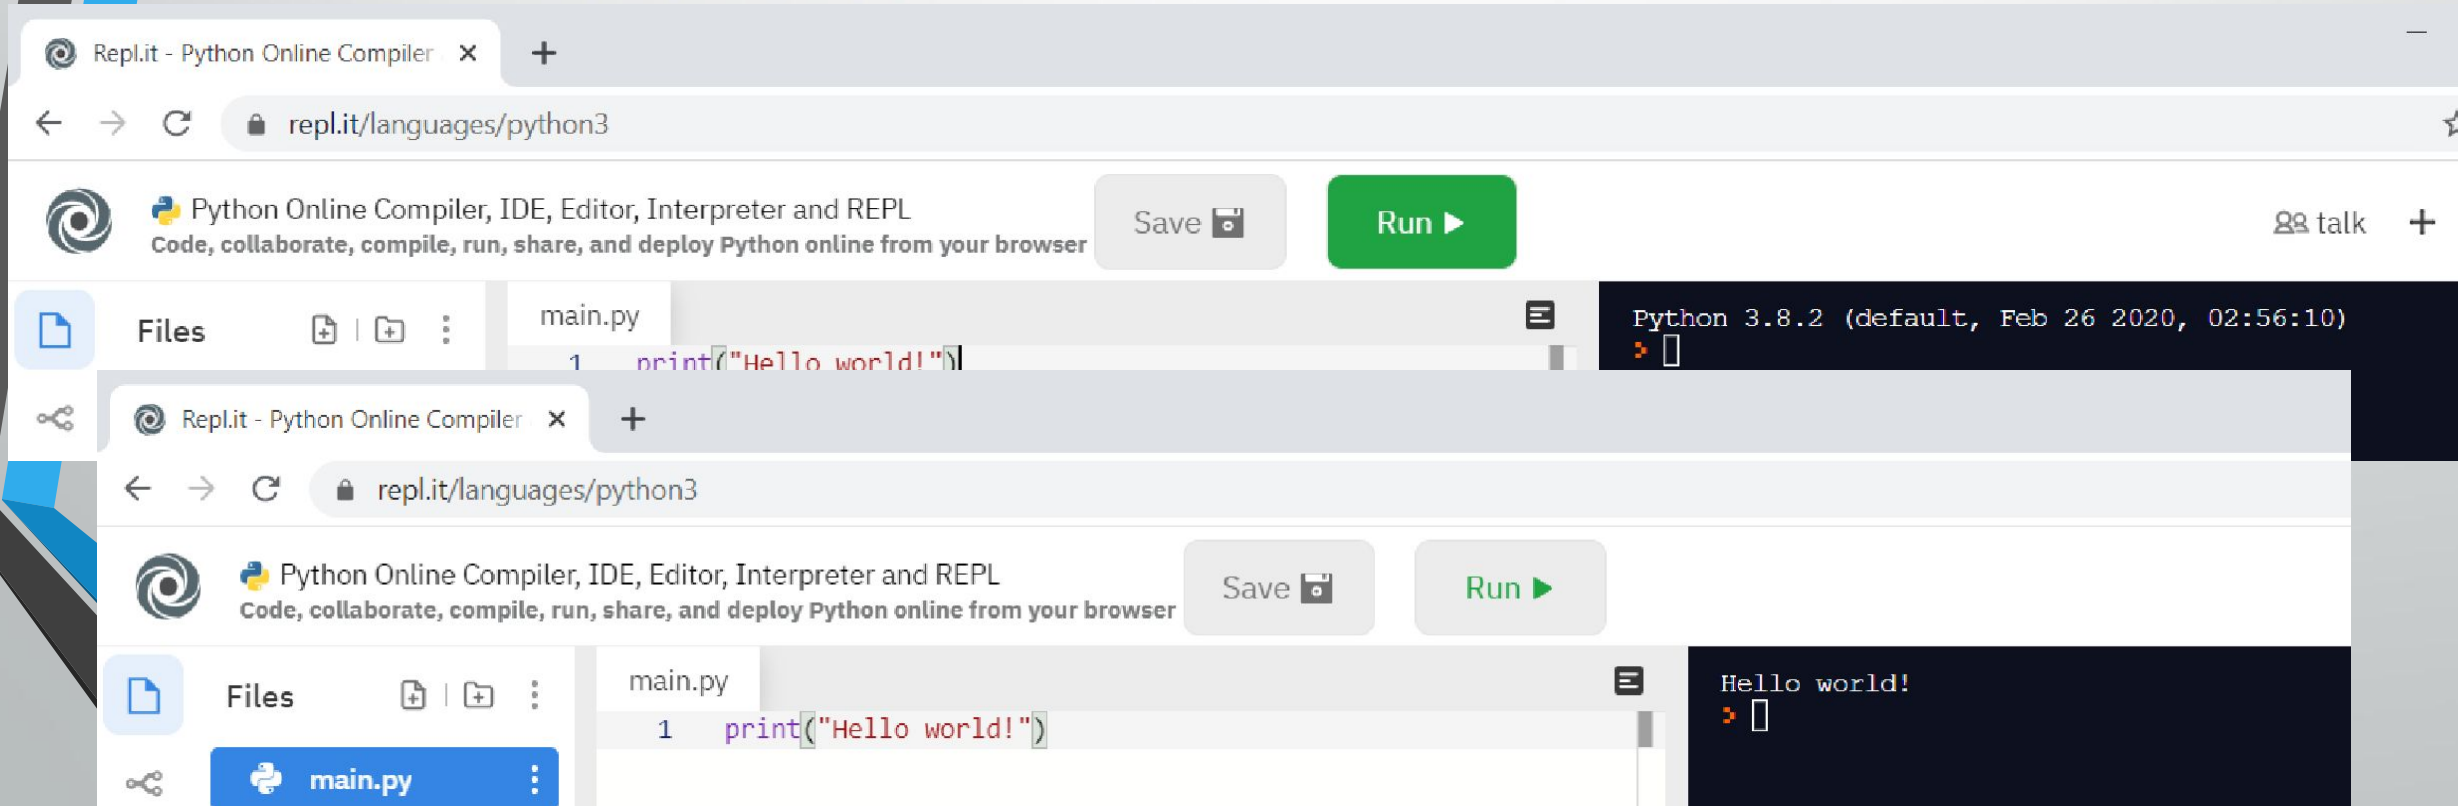 Repl.it - Python Online Compiler
repl.it/languages/python3
Python Online Compiler, IDE, Editor, Interpreter and REPL
Code, collaborate, compile, run, share, and deploy Python online from your browser
Save
Run
talk
Files
main.py
1 print("Hello world!")
Python 3.8.2 (default, Feb 26 2020, 02:56:10)
>
Repl.it - Python Online Compiler
repl.it/languages/python3
Python Online Compiler, IDE, Editor, Interpreter and REPL
Code, collaborate, compile, run, share, and deploy Python online from your browser
Save
Run
Files
main.py
main.py
1 print("Hello world!")
Hello world!
>